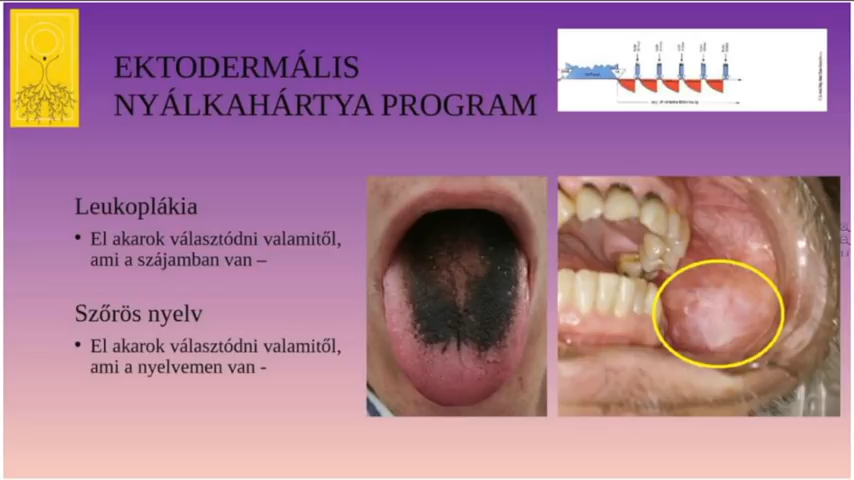 EKTODERMÁLIS
NYÁLKAHÁRTYA PROGRAM
Leukoplákia
• El akarok választódni valamitől,
ami a szájamban van –
Szőrös nyelv
• El akarok választódni valamitől,
ami a nyelvemen van -